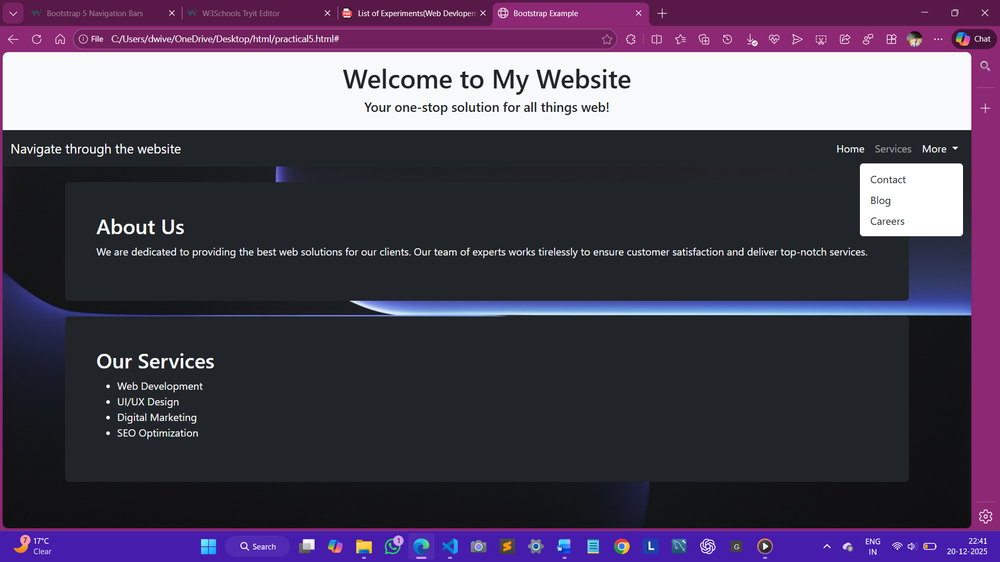 Bootstrap 5 Navigation Bars
W3Schools Tryit Editor
PDF
List of Experiments(Web Devlopem
Bootstrap Example
File C:/Users/dwive/OneDrive/Desktop/html/practical5.html#
Chat
Welcome to My Website
Your one-stop solution for all things web!
Navigate through the website
Home Services More
Contact
Blog
Careers
About Us
We are dedicated to providing the best web solutions for our clients. Our team of experts works tirelessly to ensure customer satisfaction and deliver top-notch services.
Our Services
Web Development
UI/UX Design
Digital Marketing
SEO Optimization
7
17°C
Clear
Search
1
W
L
G
ENG
IN
22:41
20-12-2025